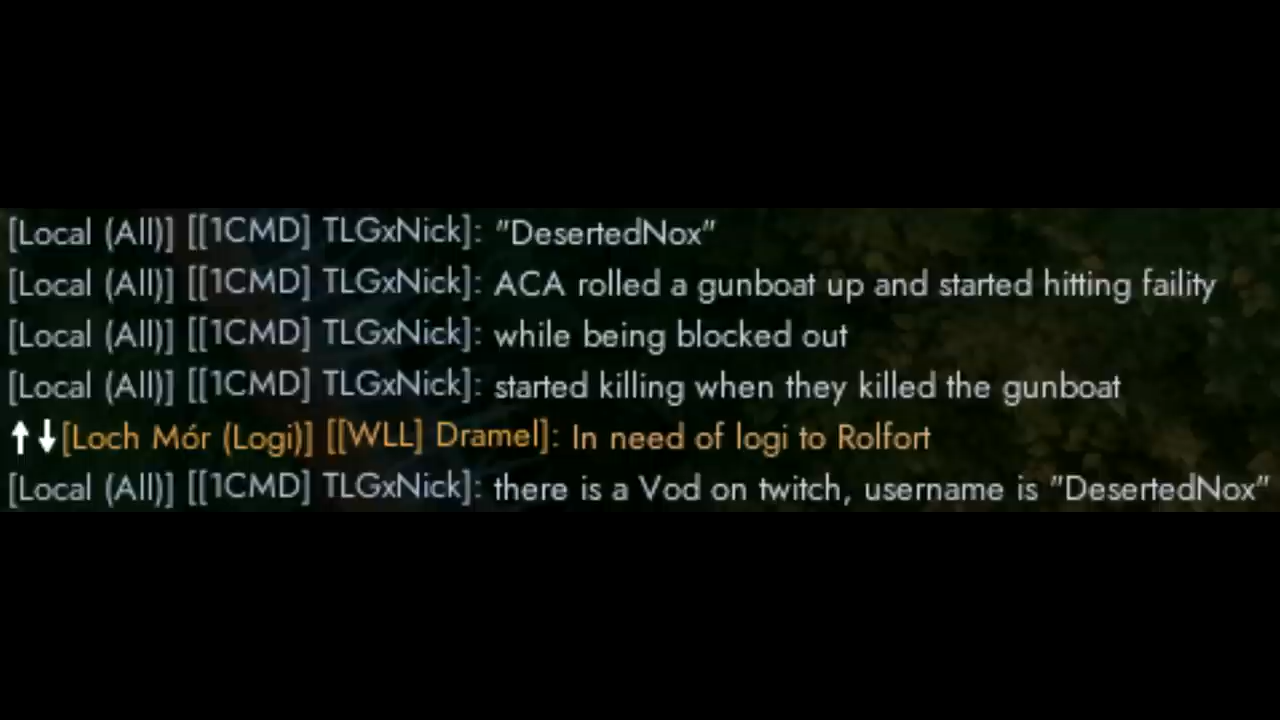 [Local (All)] [[1CMD] TLGxNick]: "DesertedNox"
[Local (All)] [[1CMD] TLGxNick]: ACA rolled a gunboat up and started hitting faility
[Local (All)] [[1CMD] TLGxNick]: while being blocked out
[Local (All)] [[1CMD] TLGxNick]: started killing when they killed the gunboat
[Loch Mór (Logi)] [[WLL] Dramel]: In need of logi to Rolfort
[Local (All)] [[1CMD] TLGxNick]: there is a Vod on twitch, username is "DesertedNox"